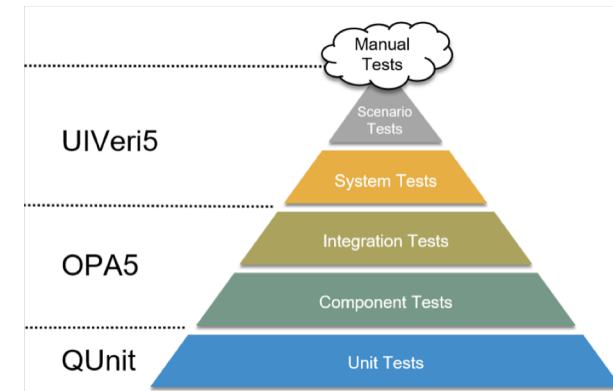 Manual
Tests
Scenario
Tests
UIVeri5
System Tests
Integration Tests
OPA5
Component Tests
QUnit
Unit Tests